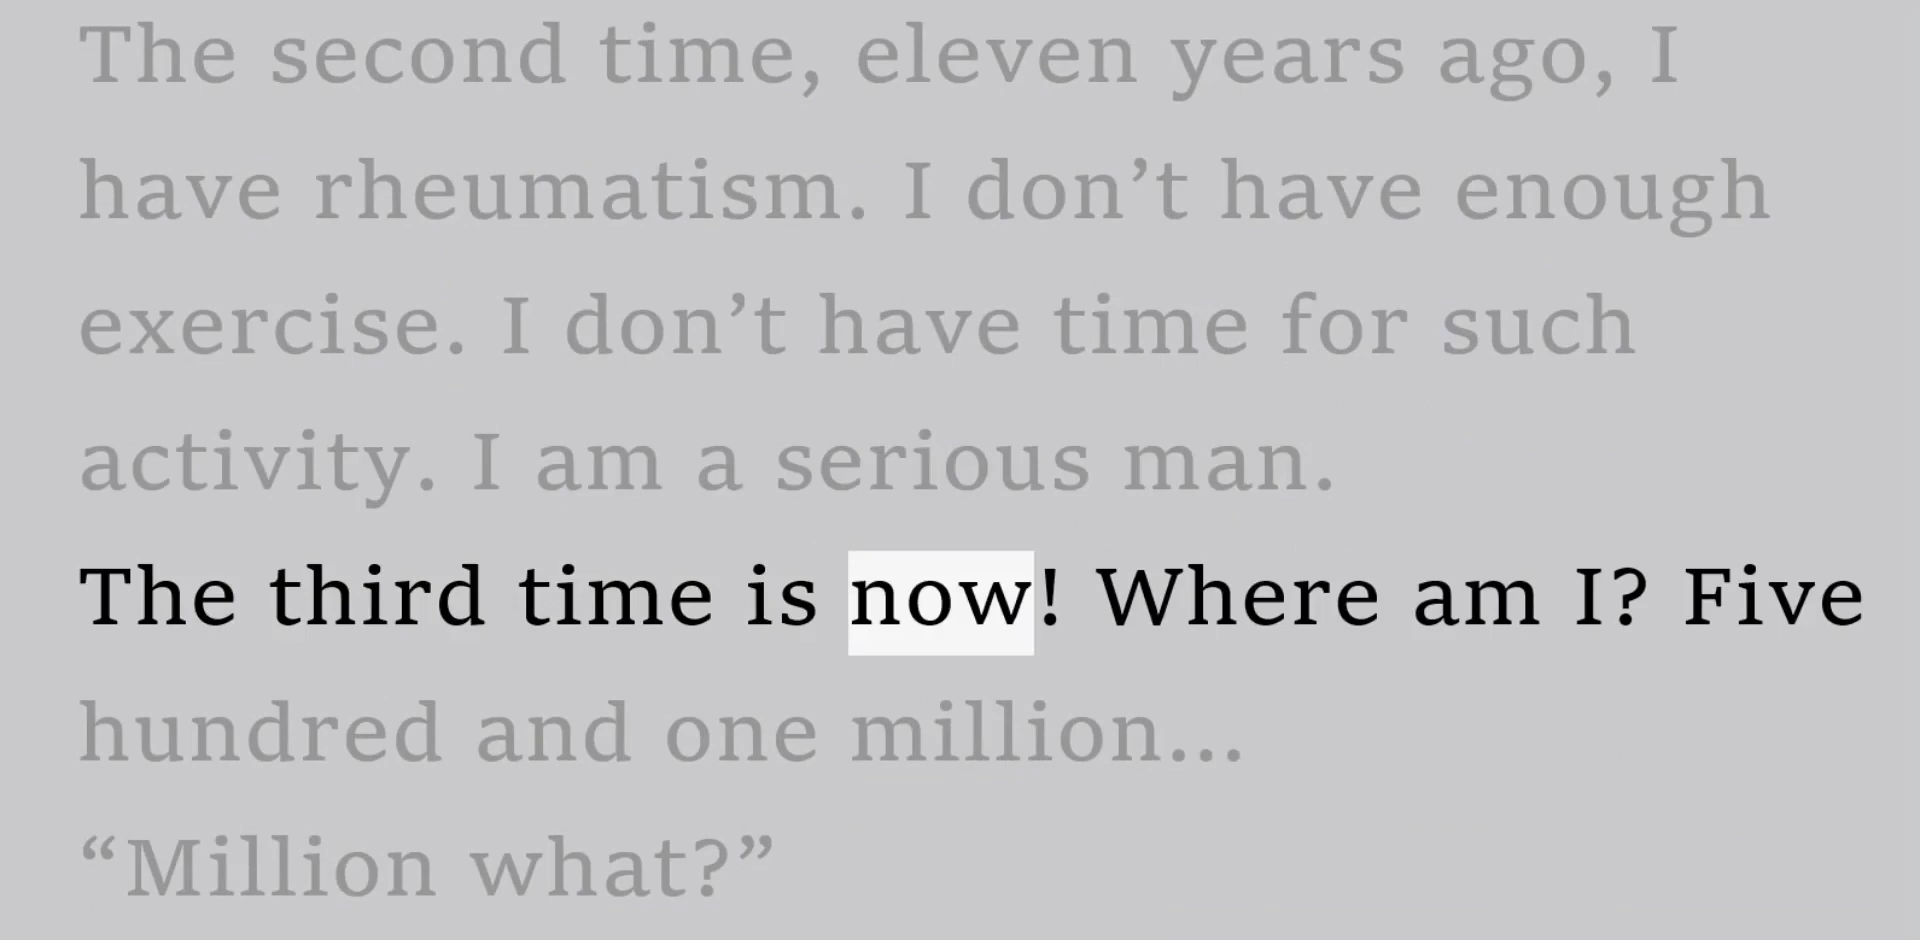 The second time, eleven years ago, I
have rheumatism. I don’t have enough
exercise. I don’t have time for such
activity. I am a serious man.
The third time is now! Where am I? Five
hundred and one million...
“Million what?”